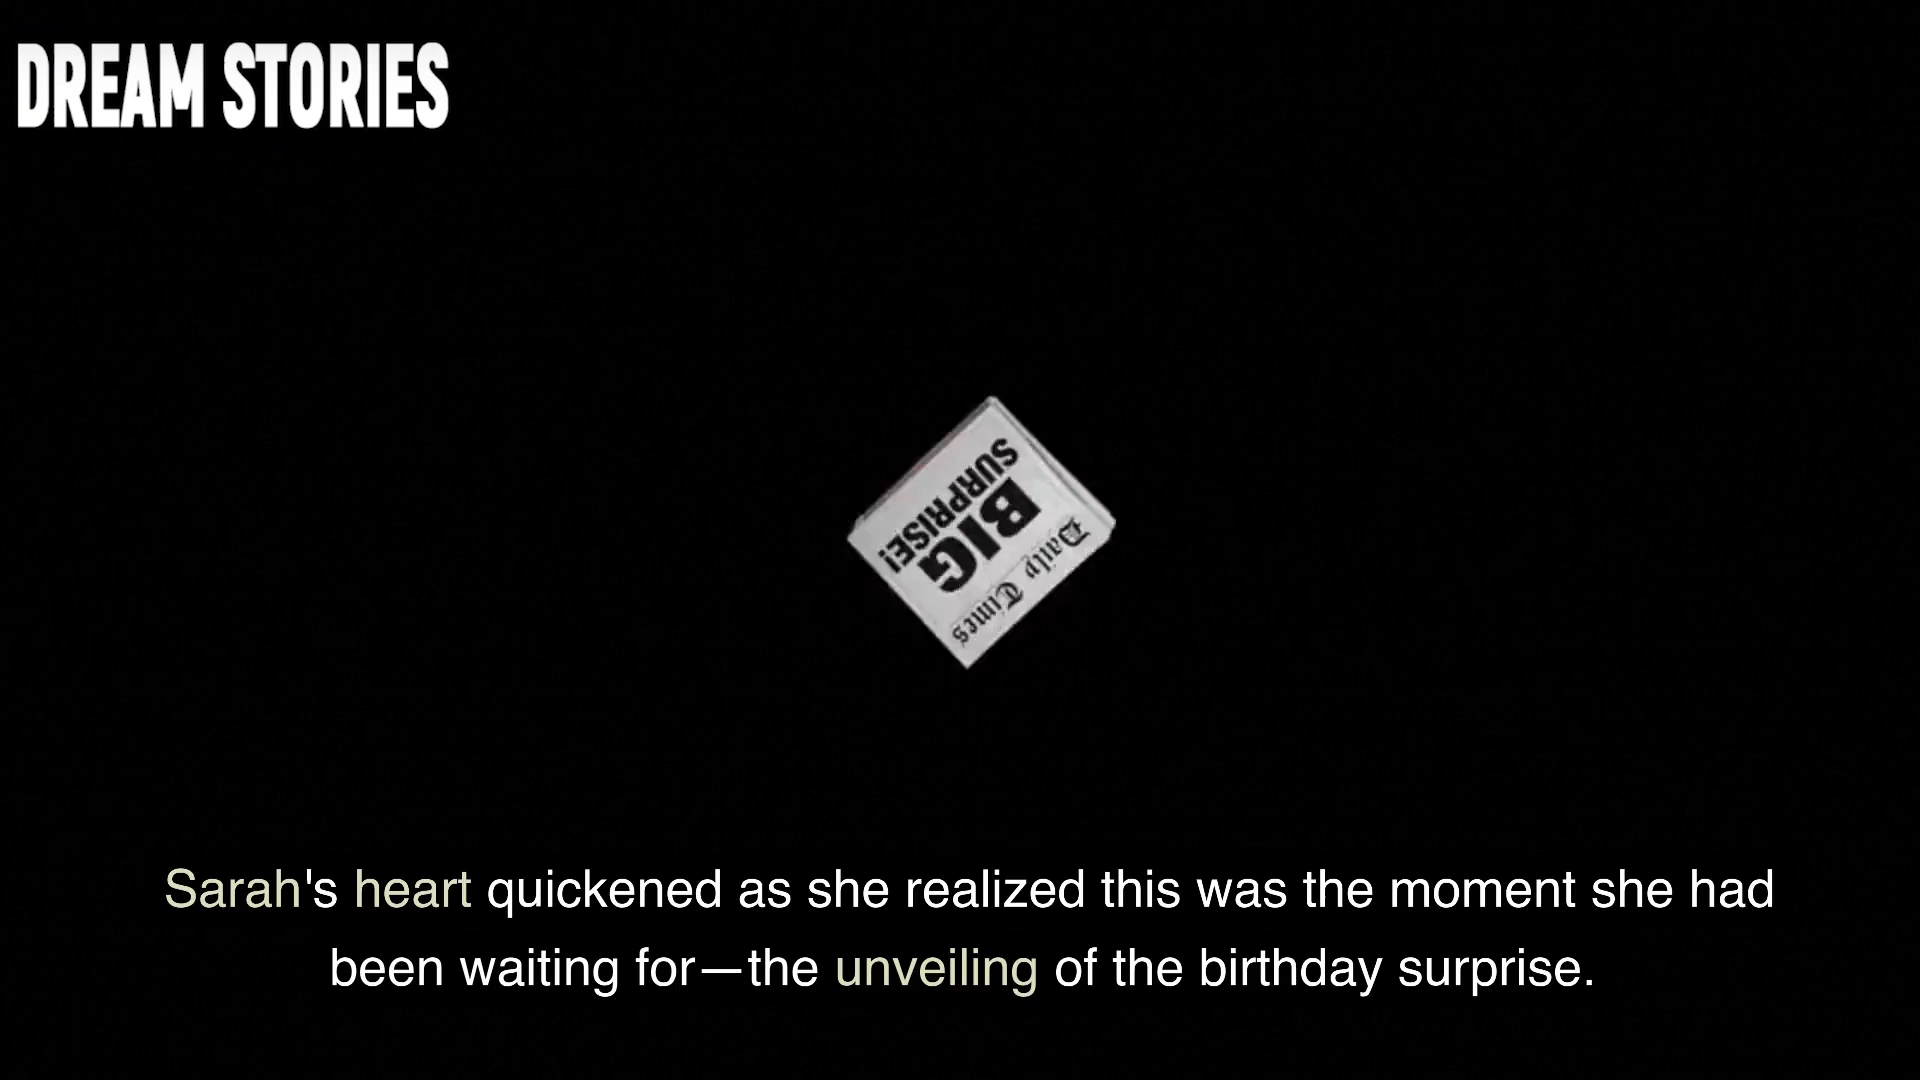 DREAM STORIES
Daily Times
BIG
SURPRISE!
Sarah's heart quickened as she realized this was the moment she had
been waiting for—the unveiling of the birthday surprise.